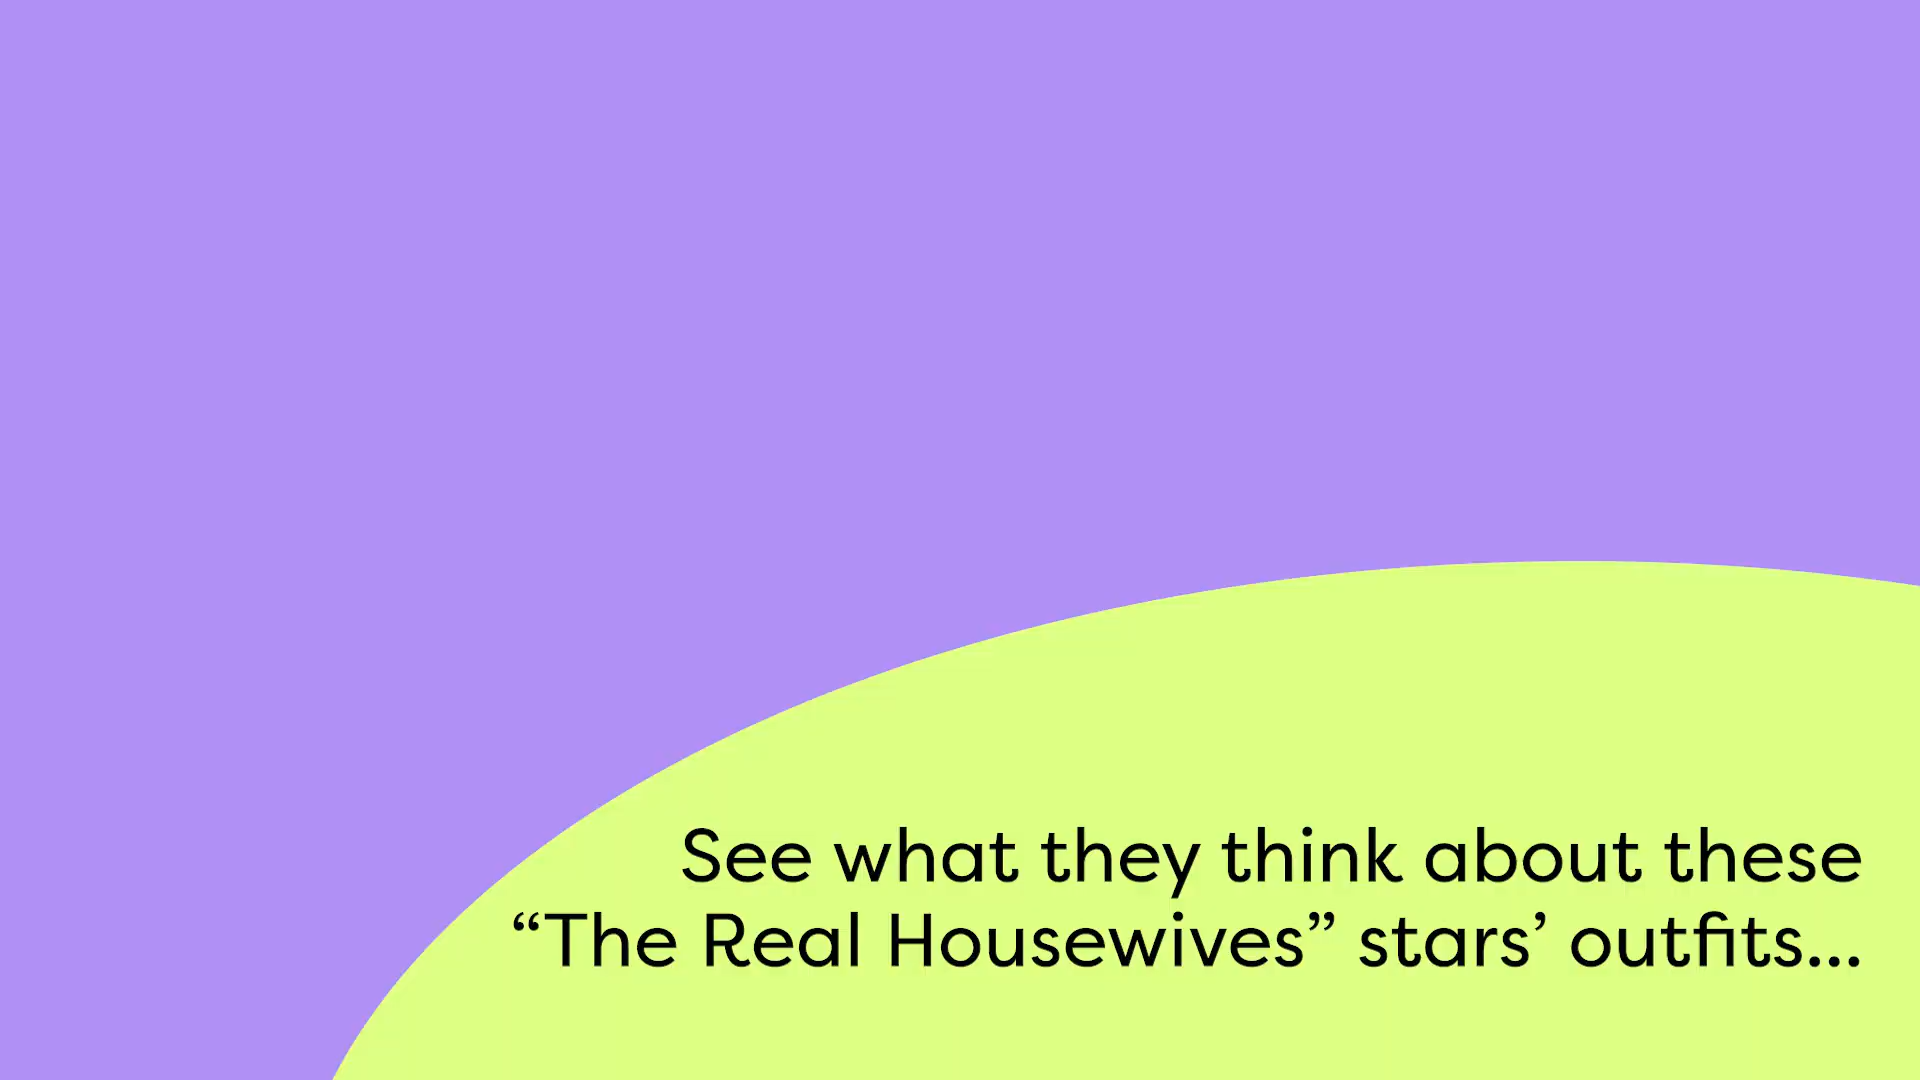 See what they think about these
“The Real Housewives” stars’ outfits...